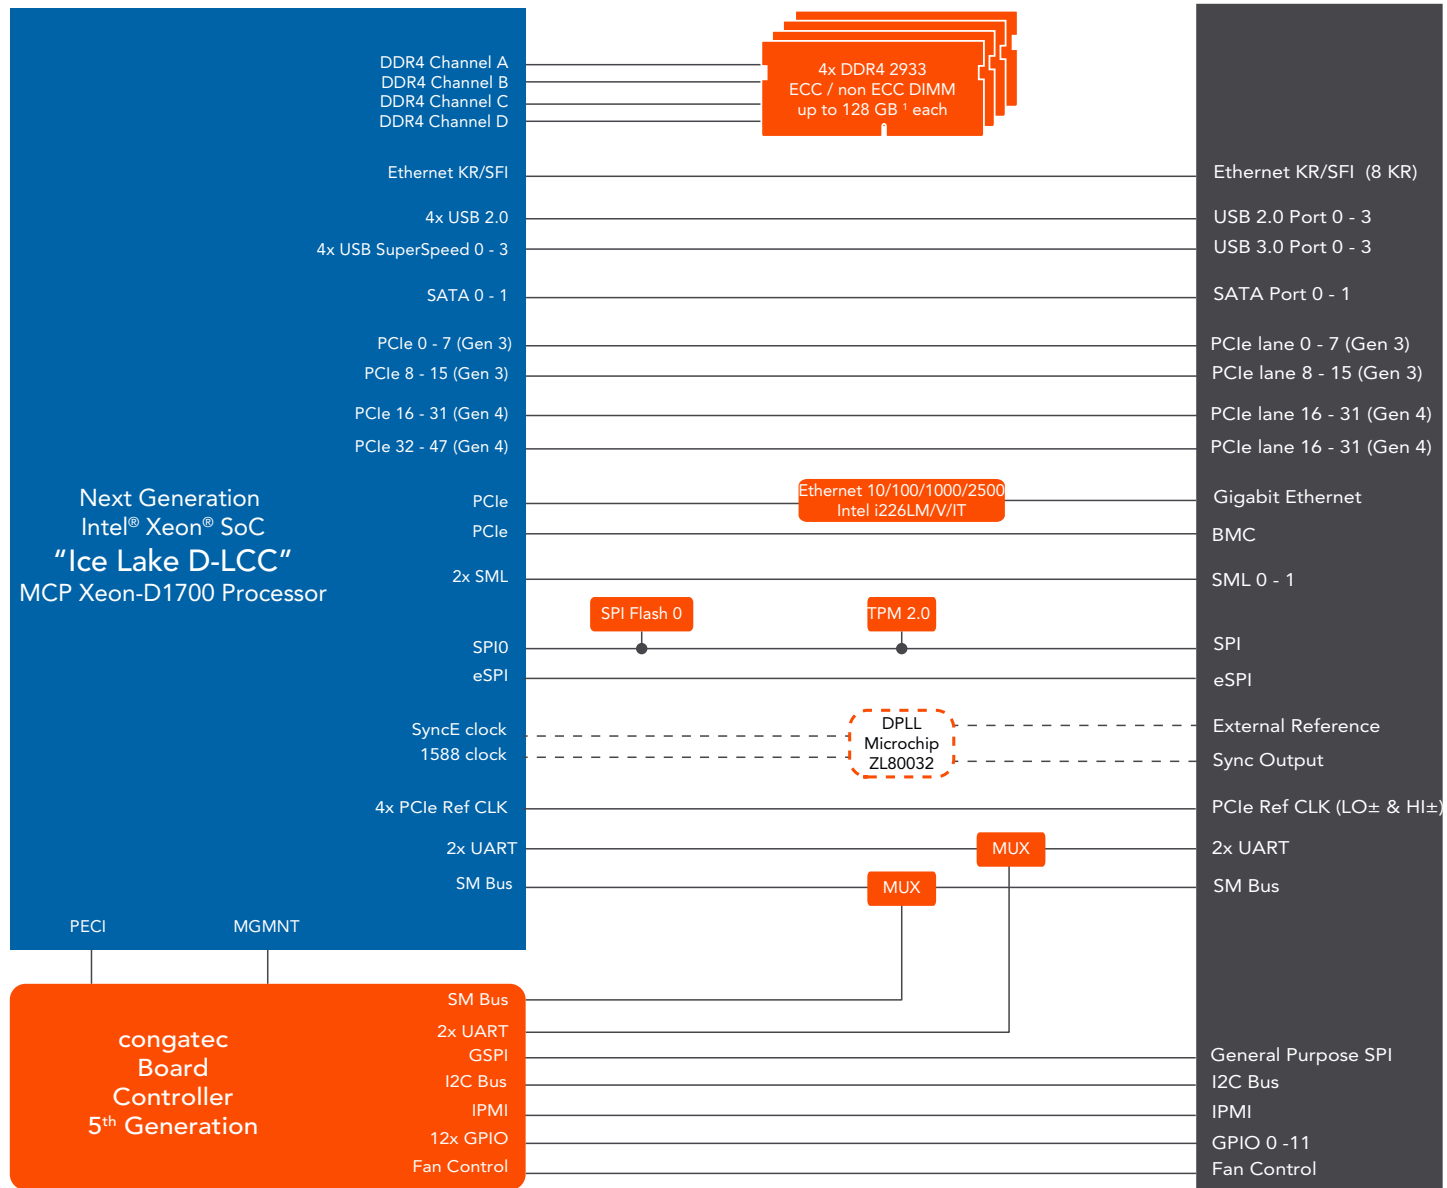 DDR4 Channel A
DDR4 Channel B
DDR4 Channel C
DDR4 Channel D
4x DDR4 2933
ECC / non ECC DIMM
up to 128 GB ¹ each
Ethernet KR/SFI
Ethernet KR/SFI (8 KR)
4x USB 2.0
USB 2.0 Port 0 - 3
4x USB SuperSpeed 0 - 3
USB 3.0 Port 0 - 3
SATA 0 - 1
SATA Port 0 - 1
PCIe 0 - 7 (Gen 3)
PCIe lane 0 - 7 (Gen 3)
PCIe 8 - 15 (Gen 3)
PCIe lane 8 - 15 (Gen 3)
PCIe 16 - 31 (Gen 4)
PCIe lane 16 - 31 (Gen 4)
PCIe 32 - 47 (Gen 4)
PCIe lane 16 - 31 (Gen 4)
Next Generation
Intel® Xeon® SoC
“Ice Lake D-LCC”
MCP Xeon-D1700 Processor
PCIe
Ethernet 10/100/1000/2500
Intel i226LM/V/IT
Gigabit Ethernet
PCIe
BMC
2x SML
SML 0 - 1
SPI Flash 0
TPM 2.0
SPI0
SPI
eSPI
eSPI
SyncE clock
1588 clock
DPLL
Microchip
ZL80032
External Reference
Sync Output
4x PCIe Ref CLK
PCIe Ref CLK (LO± & HI±)
2x UART
MUX
2x UART
SM Bus
MUX
SM Bus
PECI
MGMNT
congatec
Board
Controller
5th Generation
SM Bus
2x UART
GSPI
General Purpose SPI
I2C Bus
I2C Bus
IPMI
IPMI
12x GPIO
GPIO 0 -11
Fan Control
Fan Control